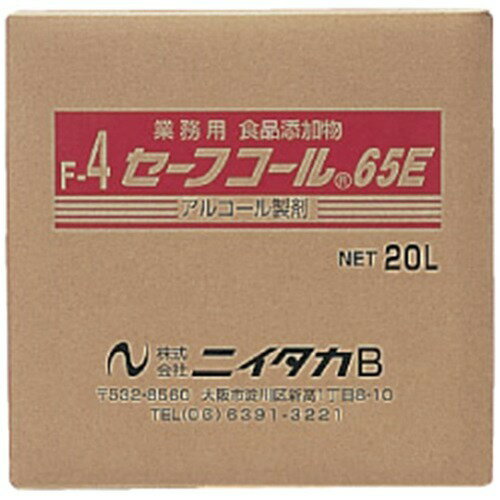 業務用 食品添加物
F-4 セーフコール®65E
アルコール製剤
NET 20L
株式会社 ニイタカ B
〒532-8560 大阪市淀川区新高1丁目8-10
TEL(06)6391-3221